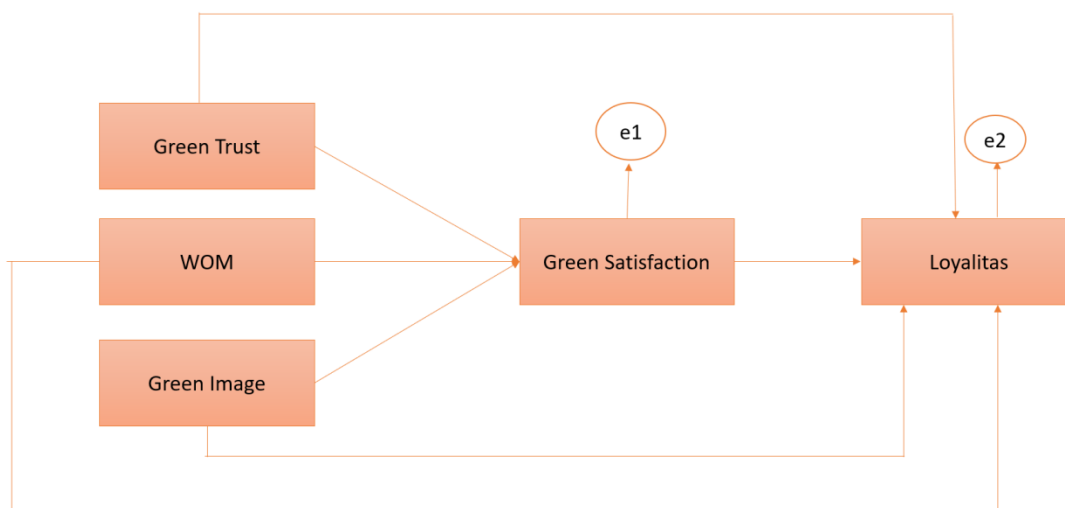 e1
e2
Green Trust
WOM
Green Satisfaction
Loyalitas
Green Image